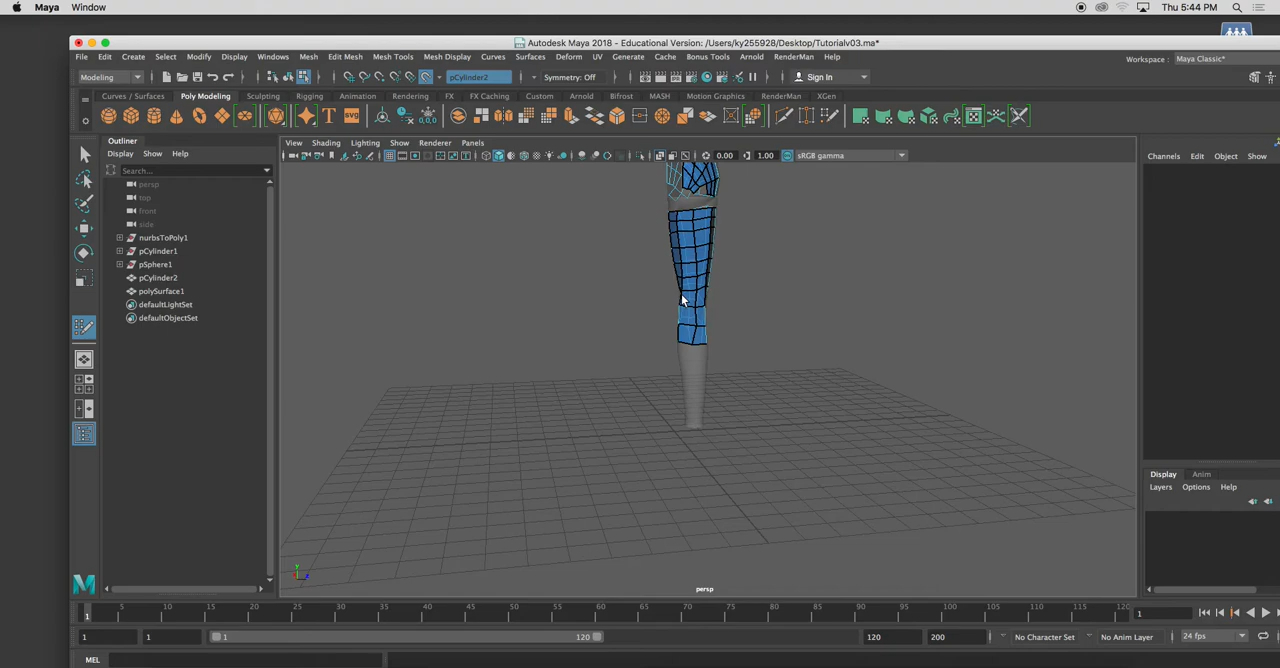 Maya Window Thu 5:44 PM
Autodesk Maya 2018 - Educational Version: /Users/ky255928/Desktop/Tutorialv03.ma*
File Edit Create Select Modify Display Windows Mesh Edit Mesh Mesh Tools Mesh Display Curves Surfaces Deform UV Generate Cache Bonus Tools Arnold RenderMan Help Workspace : Maya Classic*
Modeling pCylinder2 Symmetry: Off Sign In
Curves / Surfaces Poly Modeling Sculpting Rigging Animation Rendering FX FX Caching Custom Arnold Bifrost MASH Motion Graphics RenderMan XGen
SVG
0,0,0
Outliner
Display Show Help
Search...
persp
top
front
side
nurbsToPoly1
pCylinder1
pSphere1
pCylinder2
polySurface1
defaultLightSet
defaultObjectSet
View Shading Lighting Show Renderer Panels
0.00 1.00 sRGB gamma
persp
Channels Edit Object Show
Display Anim
Layers Options Help
1 5 10 15 20 25 30 35 40 45 50 55 60 65 70 75 80 85 90 95 100 105 110 115 120 1
1 1 1 120 120 200 No Character Set No Anim Layer 24 fps
MEL